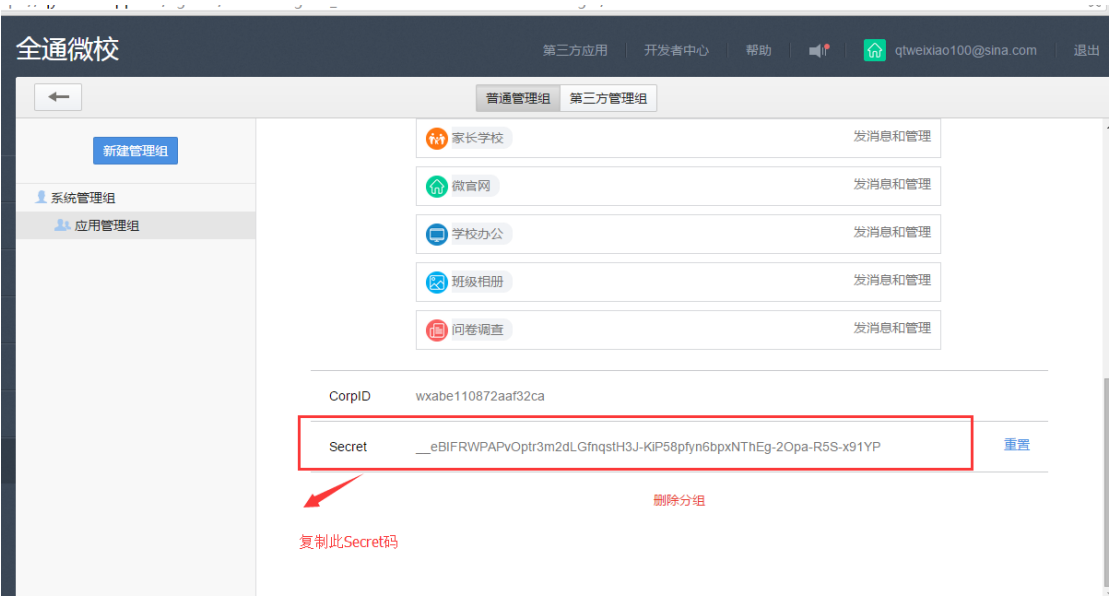 全通微校
第三方应用 开发者中心 帮助 qtweixiao100@sina.com 退出
普通管理组 第三方管理组
新建管理组
系统管理组
应用管理组
家长学校 发消息和管理
微官网 发消息和管理
学校办公 发消息和管理
班级相册 发消息和管理
问卷调查 发消息和管理
CorpID wxabe110872aaf32ca
Secret __eBIFRWPAPvOptr3m2dLGfnqstH3J-KiP58pfyn6bpxNThEg-2Opa-R5S-x91YP 重置
删除分组
复制此Secret码